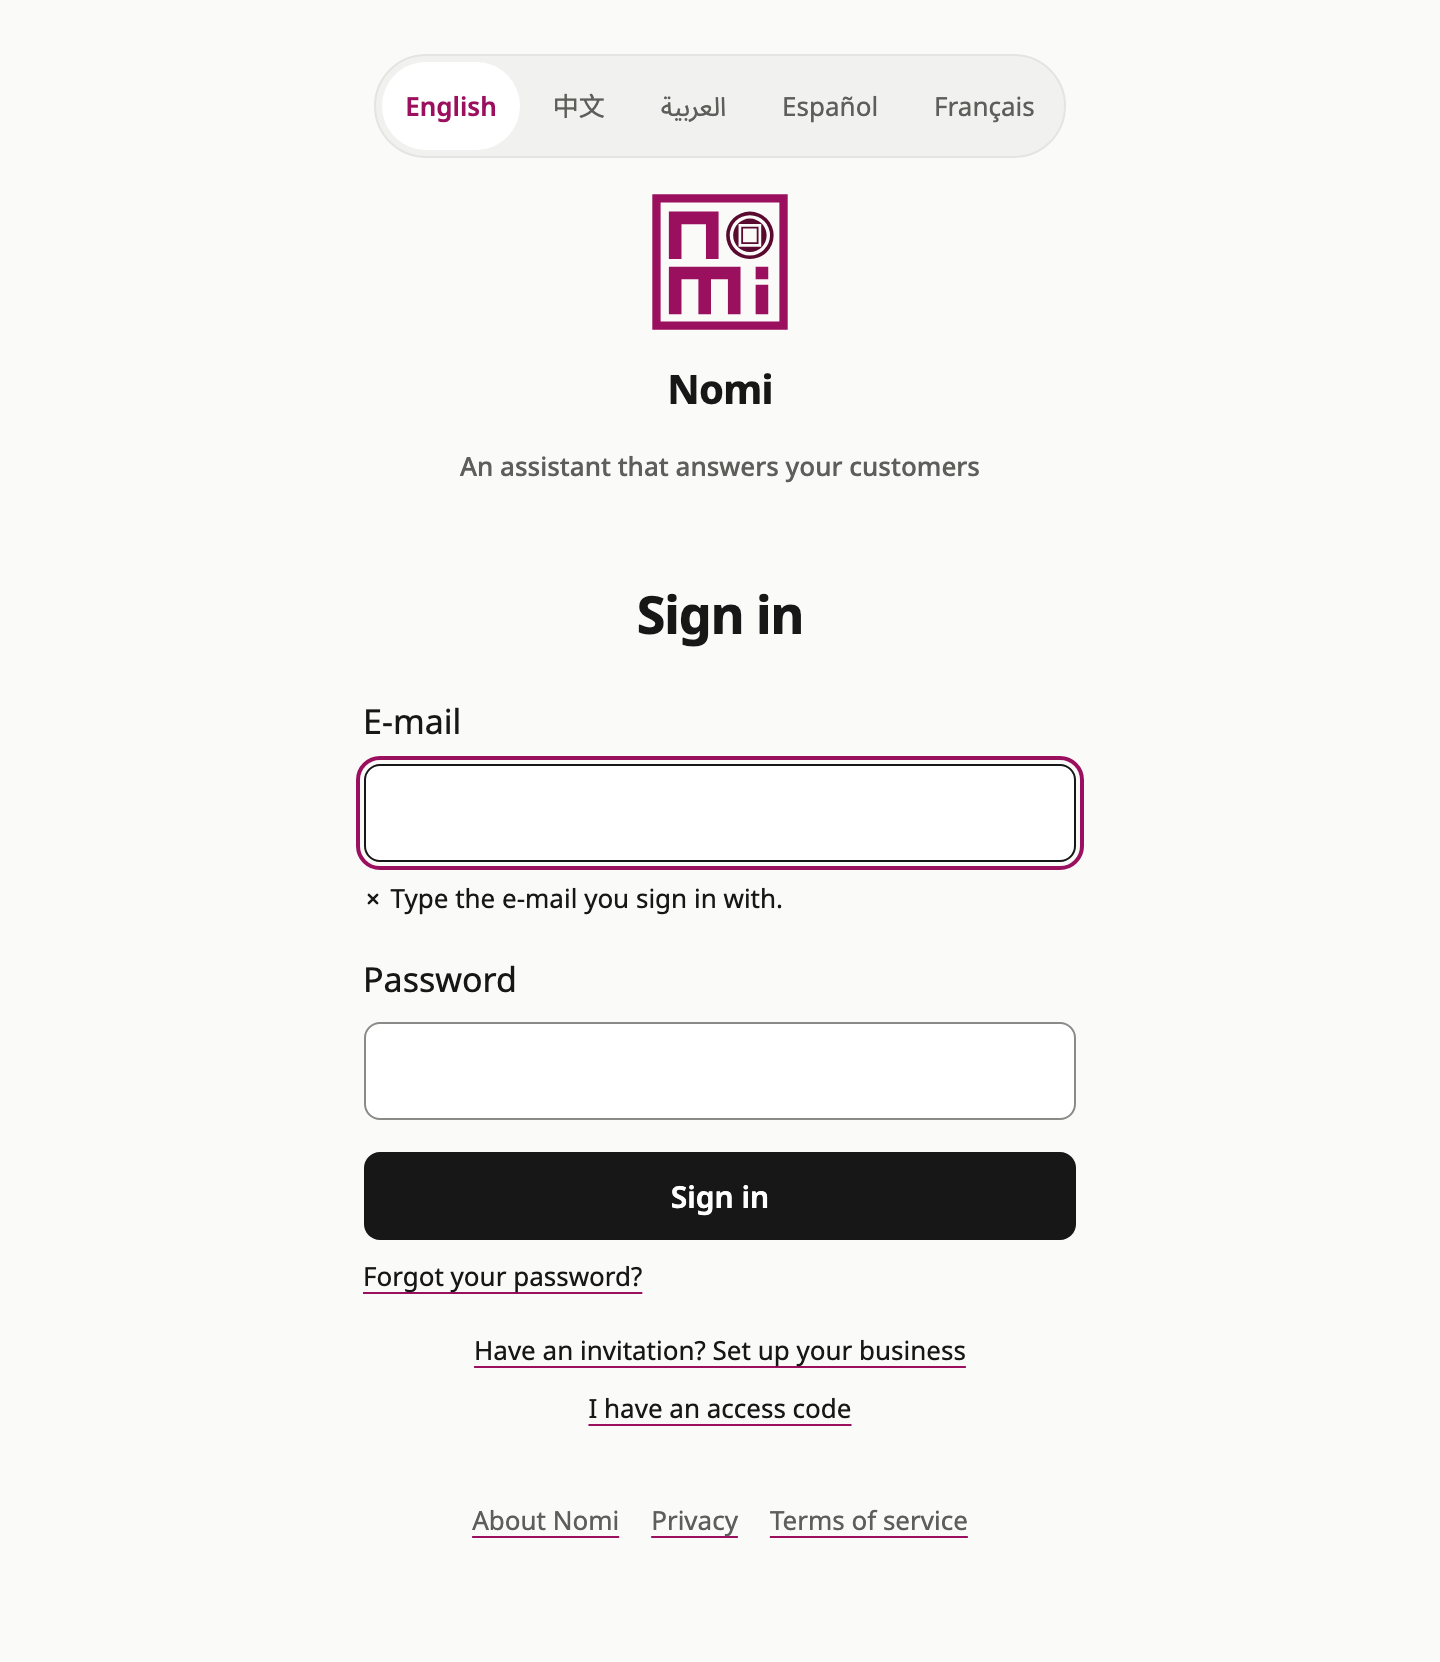 English 中文 العربية Español Français
nomi
Nomi
An assistant that answers your customers
Sign in
E-mail
× Type the e-mail you sign in with.
Password
Sign in
Forgot your password?
Have an invitation? Set up your business
I have an access code
About Nomi Privacy Terms of service